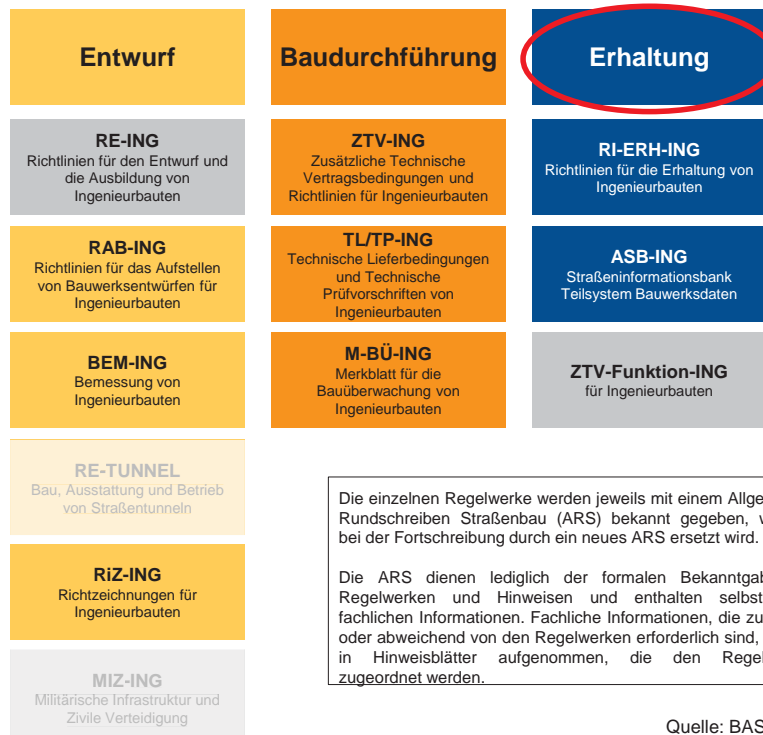 Entwurf
Baudurchführung
Erhaltung
RE-ING
Richtlinien für den Entwurf und
die Ausbildung von
Ingenieurbauten
ZTV-ING
Zusätzliche Technische
Vertragsbedingungen und
Richtlinien für Ingenieurbauten
RI-ERH-ING
Richtlinien für die Erhaltung von
Ingenieurbauten
RAB-ING
Richtlinien für das Aufstellen
von Bauwerksentwürfen für
Ingenieurbauten
TL/TP-ING
Technische Lieferbedingungen
und Technische
Prüfvorschriften von
Ingenieurbauten
ASB-ING
Straßeninformationsbank
Teilsystem Bauwerksdaten
BEM-ING
Bemessung von
Ingenieurbauten
M-BÜ-ING
Merkblatt für die
Bauüberwachung von
Ingenieurbauten
ZTV-Funktion-ING
für Ingenieurbauten
RE-TUNNEL
Bau, Ausstattung und Betrieb
von Straßentunneln
RiZ-ING
Richtzeichnungen für
Ingenieurbauten
MIZ-ING
Militärische Infrastruktur und
Zivile Verteidigung
Die einzelnen Regelwerke werden jeweils mit einem Allge
Rundschreiben Straßenbau (ARS) bekannt gegeben, w
bei der Fortschreibung durch ein neues ARS ersetzt wird.
Die ARS dienen lediglich der formalen Bekanntgab
Regelwerken und Hinweisen und enthalten selbst
fachlichen Informationen. Fachliche Informationen, die zu
oder abweichend von den Regelwerken erforderlich sind,
in Hinweisblätter aufgenommen, die den Regel
zugeordnet werden.
Quelle: BAS